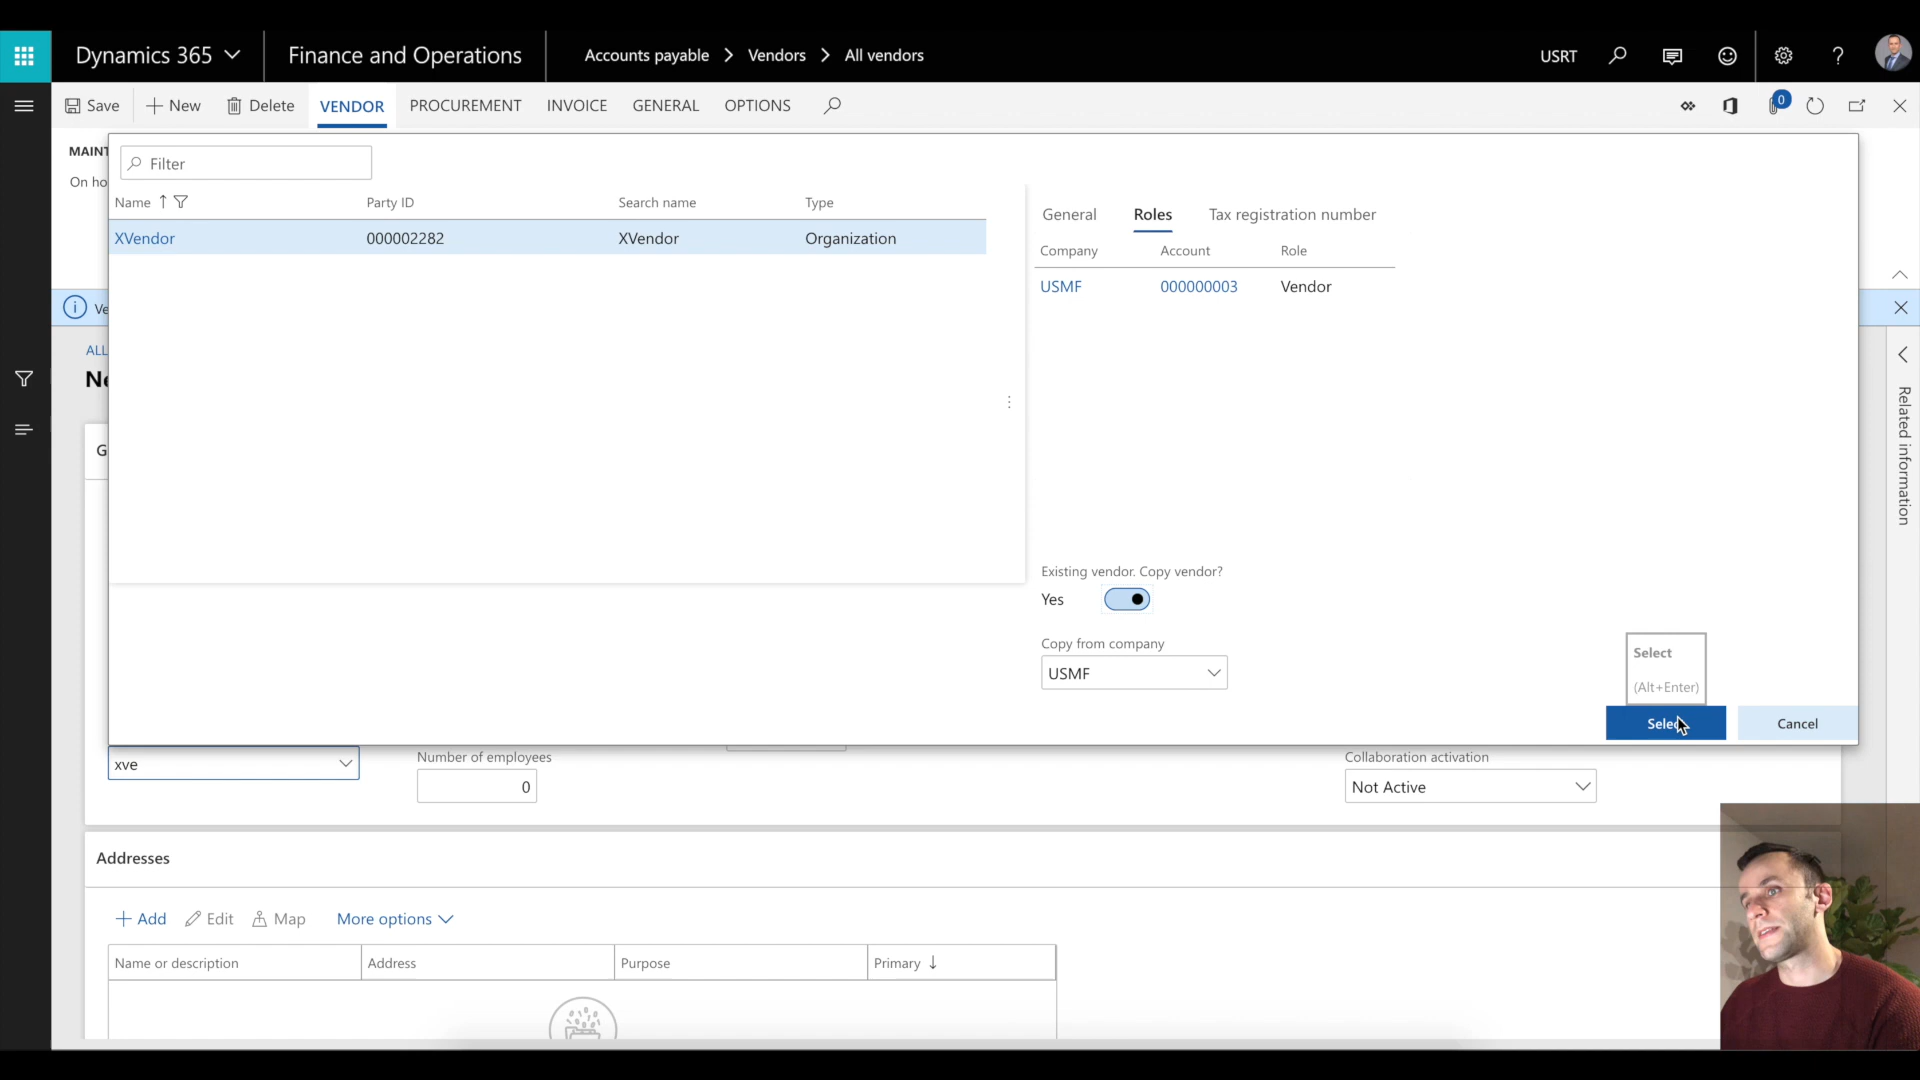 Dynamics 365
Finance and Operations
Accounts payable > Vendors > All vendors
USRT
Save
New
Delete
VENDOR
PROCUREMENT
INVOICE
GENERAL
OPTIONS
0
MAINT
On ho
Filter
Name
Party ID
Search name
Type
XVendor
000002282
XVendor
Organization
General
Roles
Tax registration number
Company
Account
Role
USMF
000000003
Vendor
Ve
ALL
Ne
G
Related information
Existing vendor. Copy vendor?
Yes
Copy from company
USMF
Select
(Alt+Enter)
Select
Cancel
xve
Number of employees
0
Collaboration activation
Not Active
Addresses
Add
Edit
Map
More options
Name or description
Address
Purpose
Primary